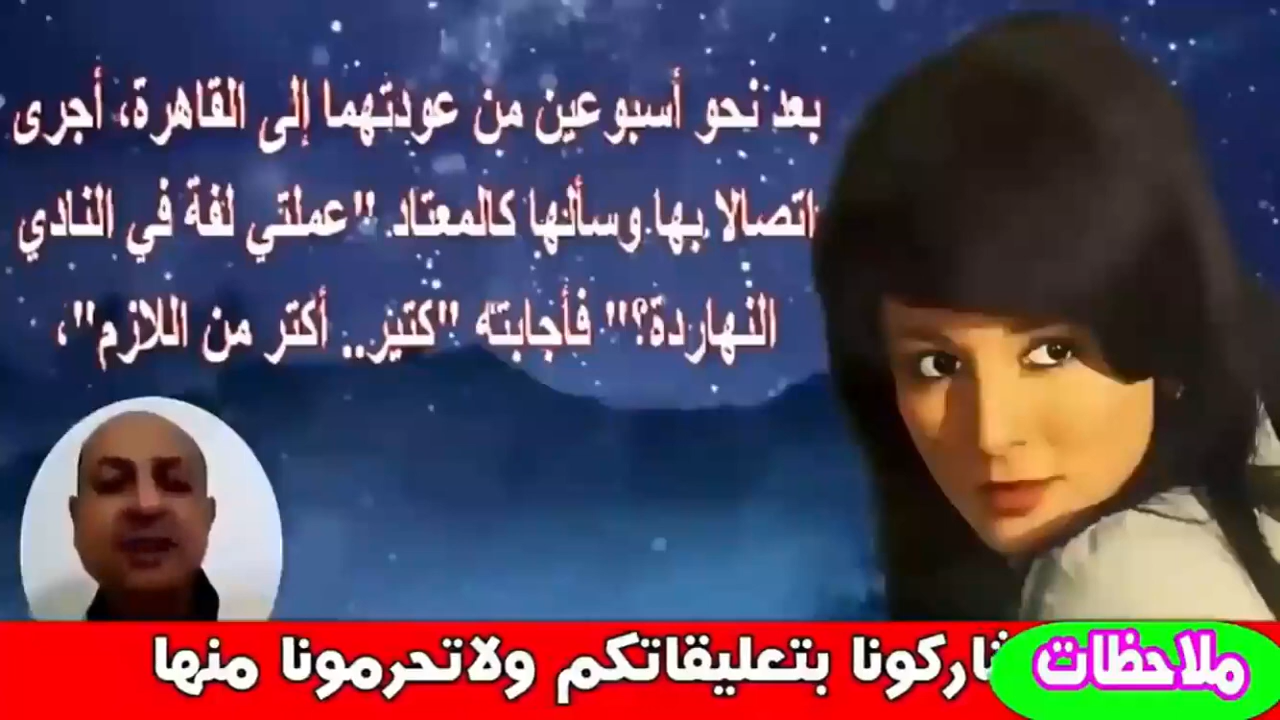 بعد نحو أسبوعين من عودتهما إلى القاهرة، أجرى
اتصالا بها وسألها كالمعتاد "عملتي لفة في النادي
النهاردة؟" فأجابته "كتير.. أكتر من اللازم"،
ملاحظات
بتعليقاتكم ولاتحرمونا منها